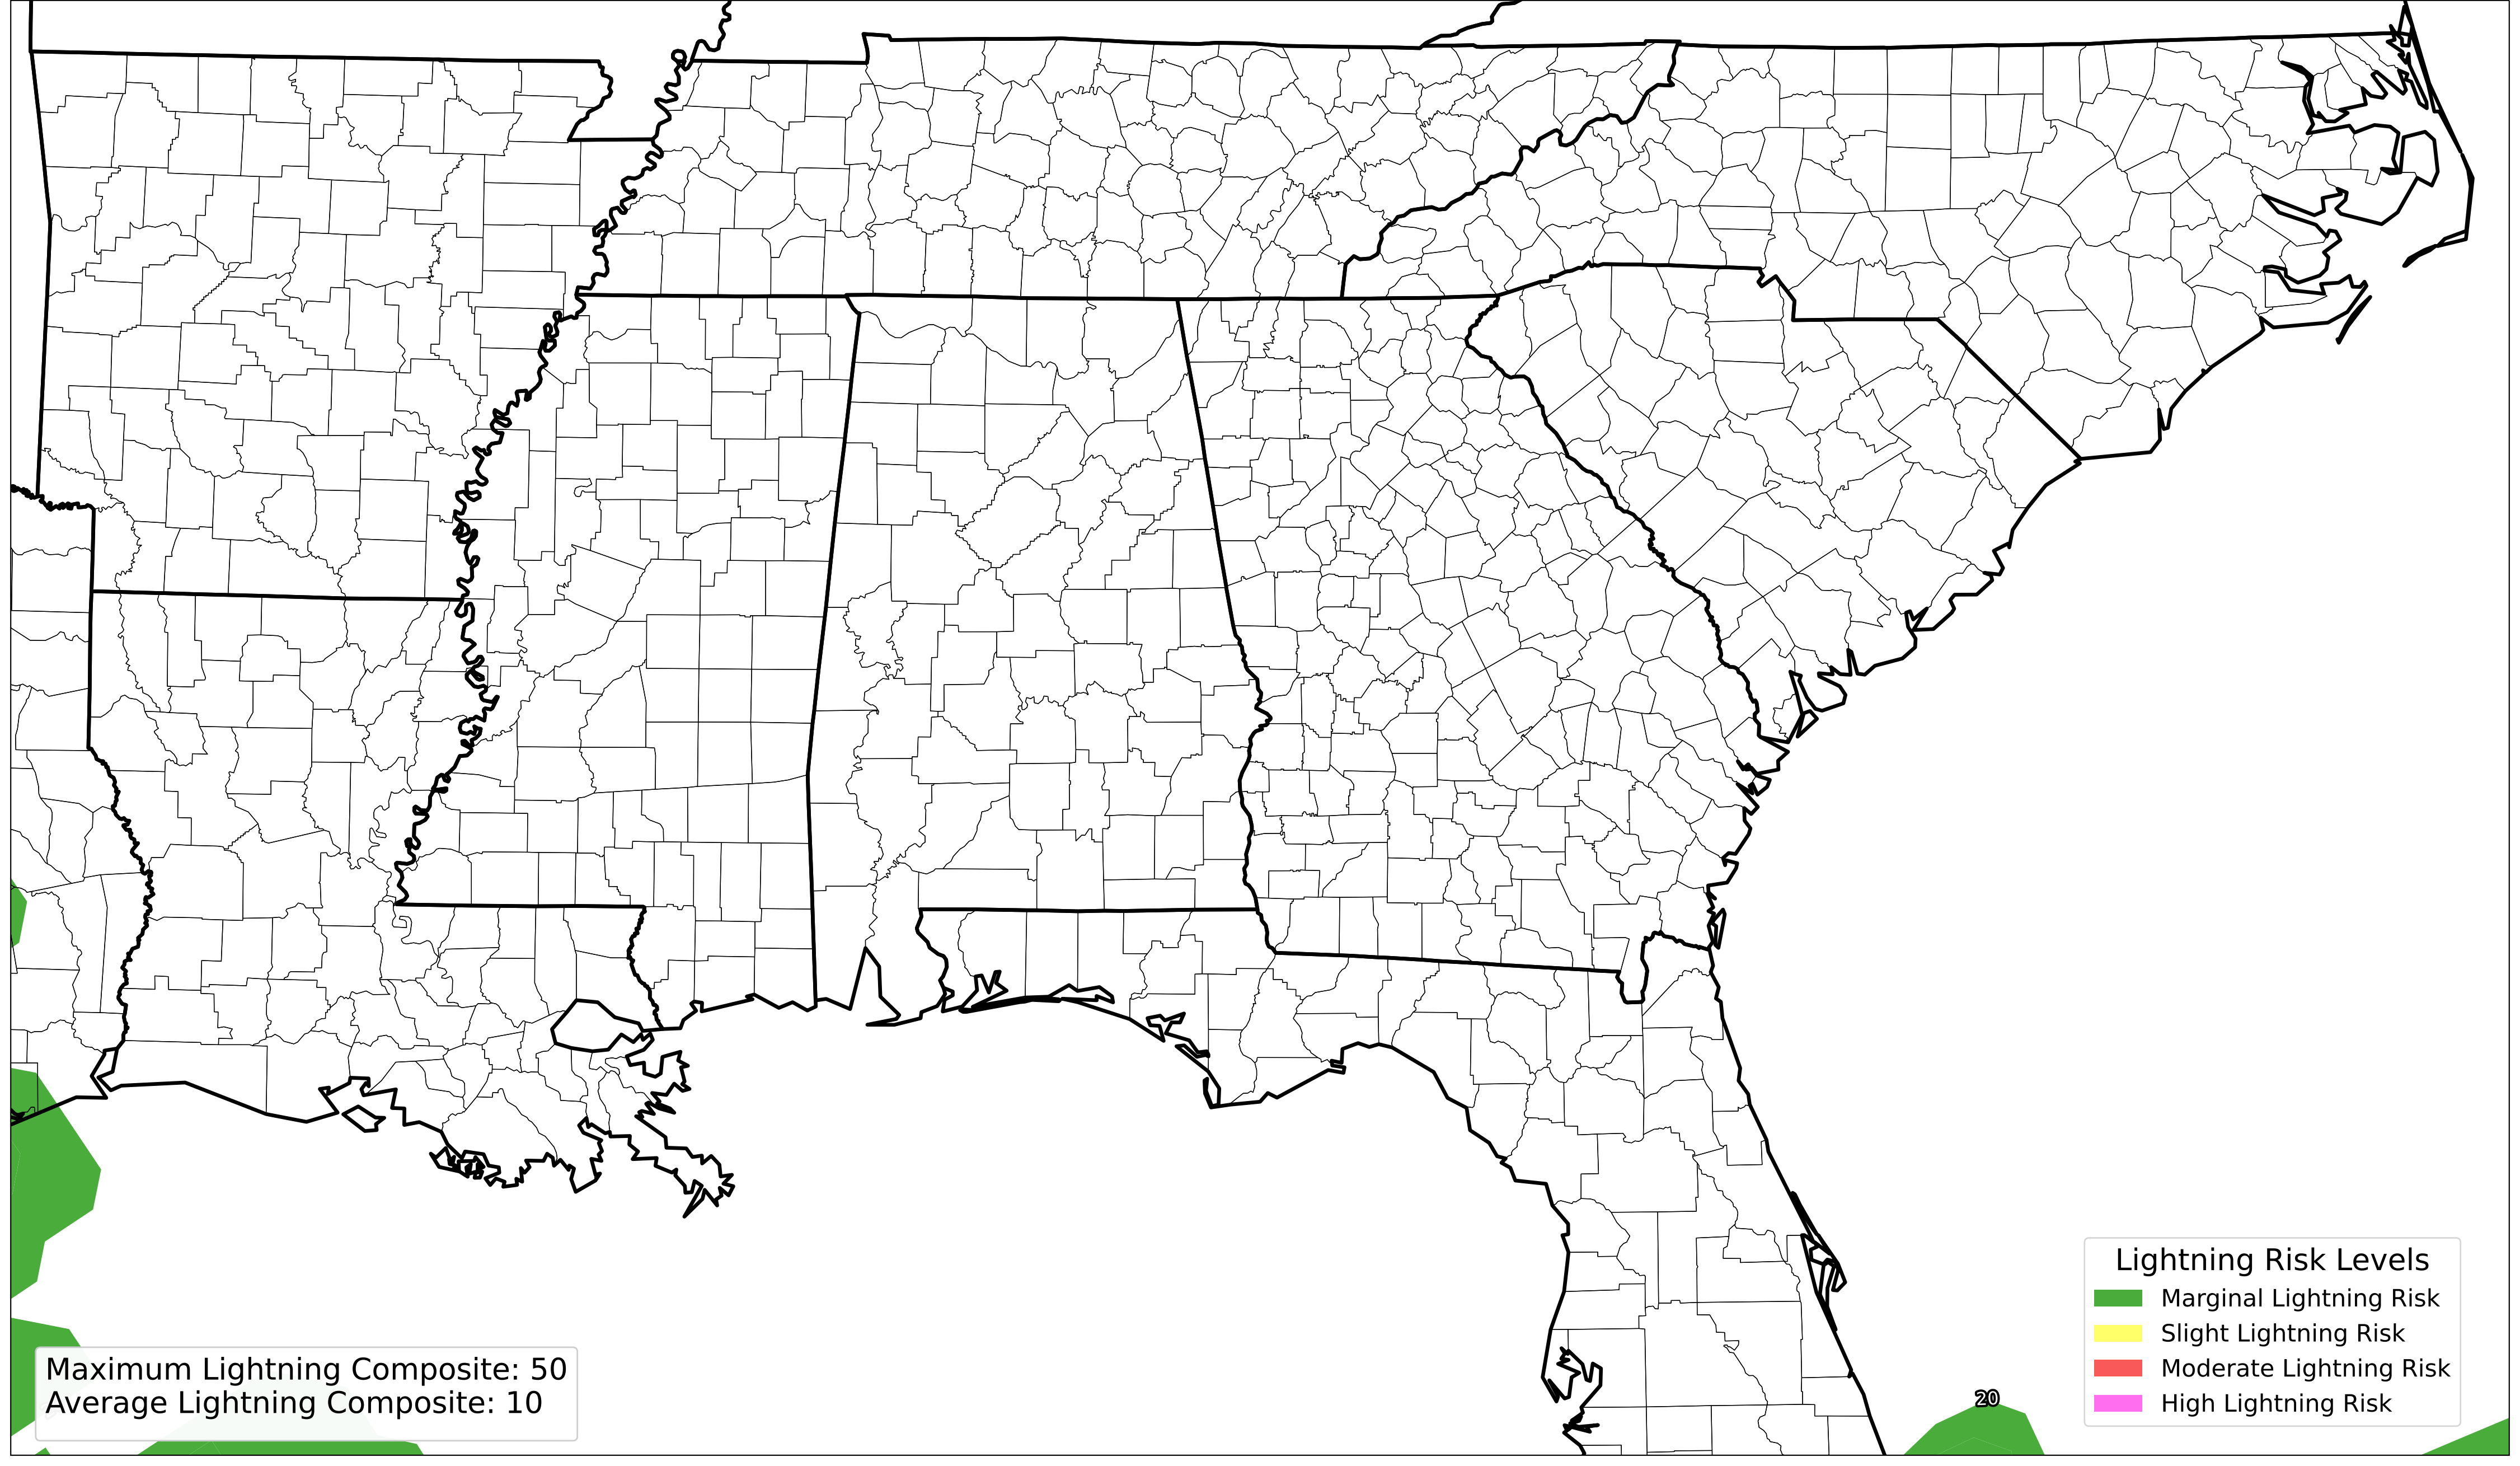 Lightning Risk Levels
Marginal Lightning Risk
Slight Lightning Risk
Moderate Lightning Risk
High Lightning Risk
Maximum Lightning Composite: 50
Average Lightning Composite: 10
20